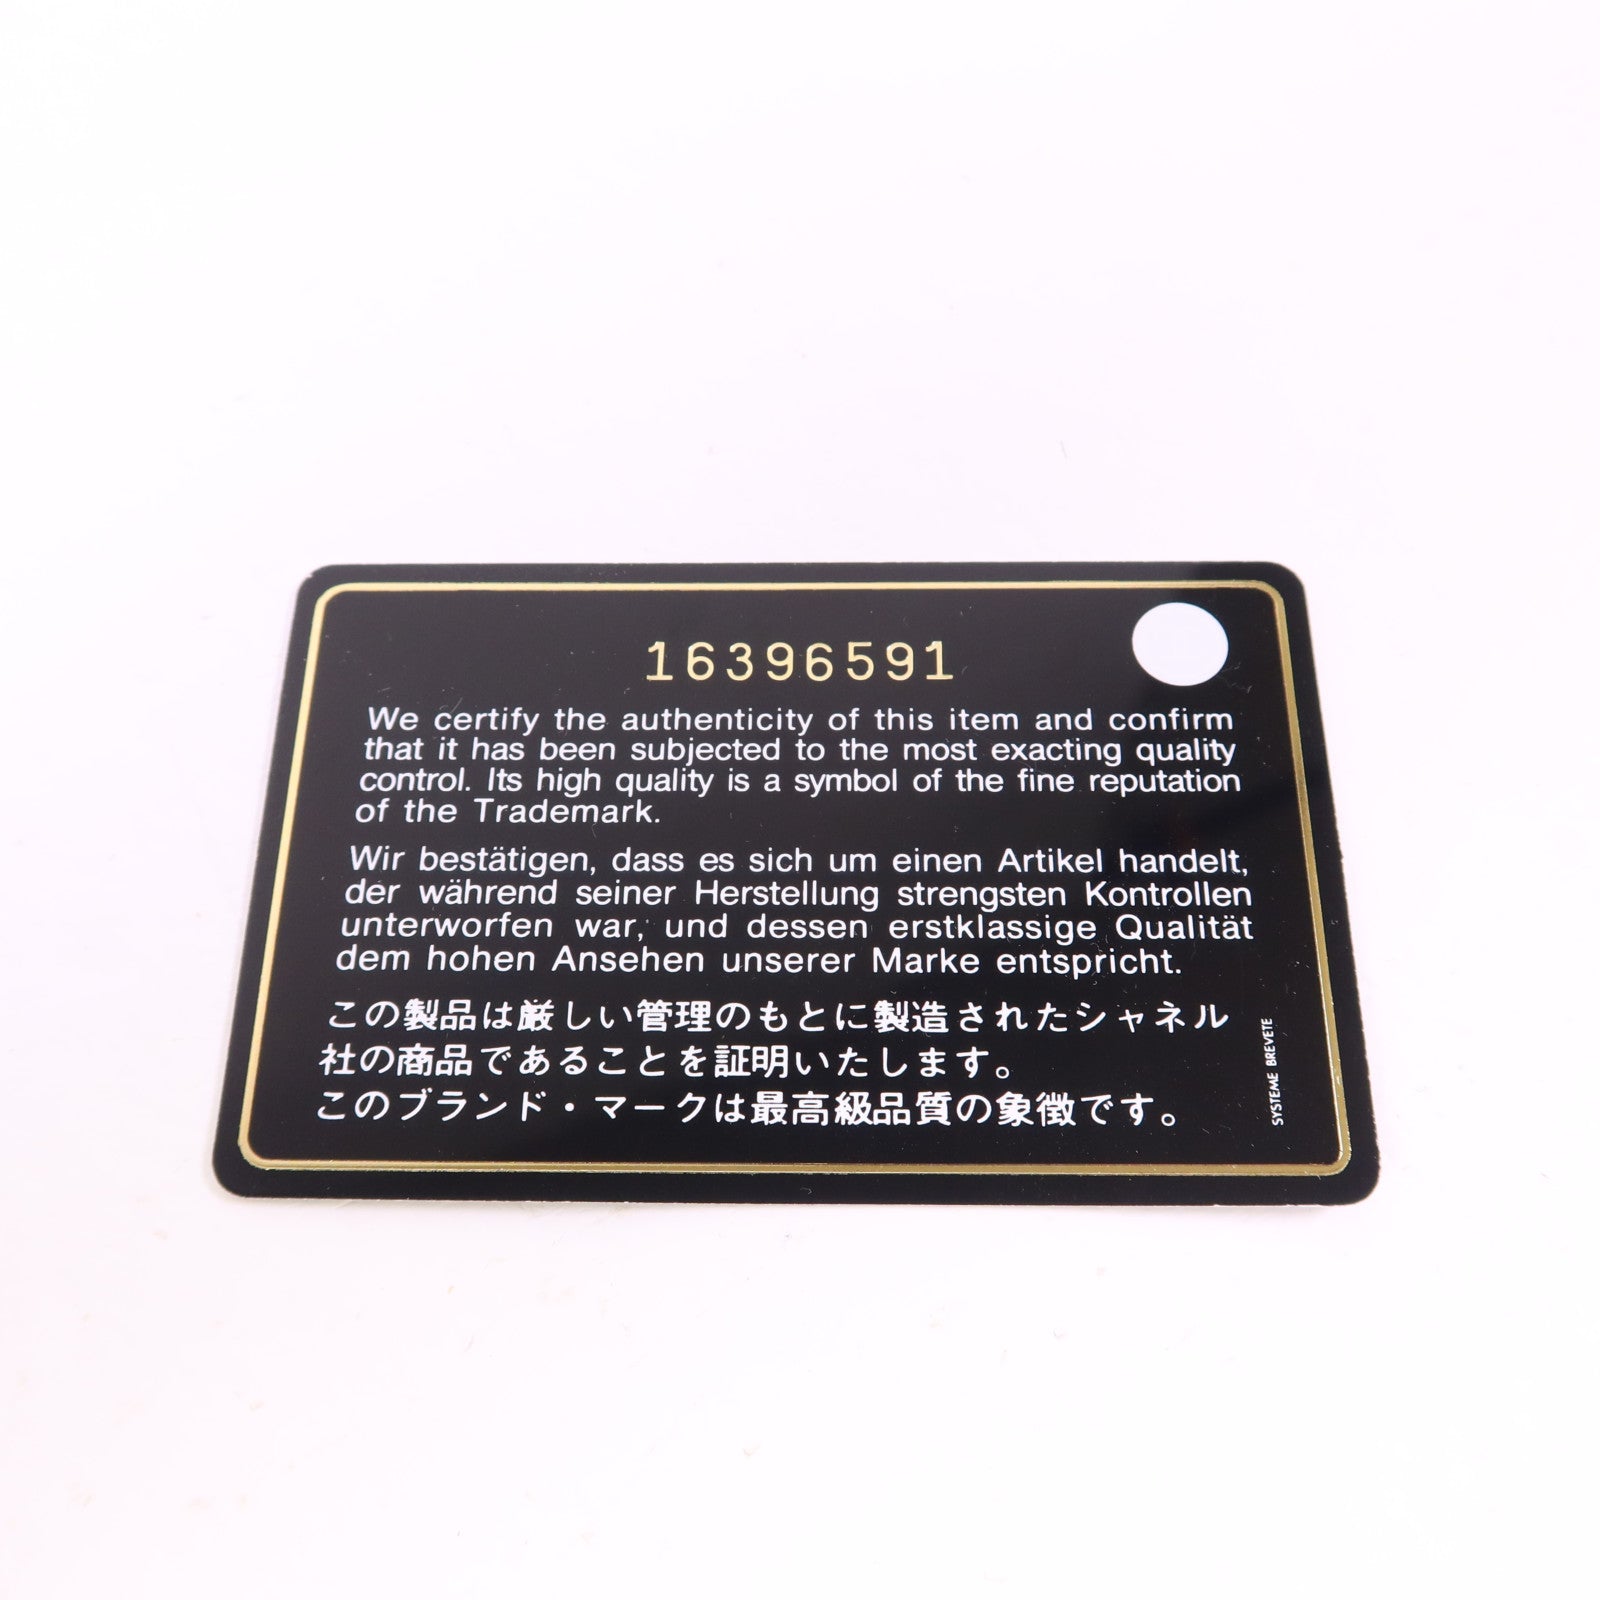 16396591
We certify the authenticity of this item and confirm
that it has been subjected to the most exacting quality
control. Its high quality is a symbol of the fine reputation
of the Trademark.
Wir bestätigen, dass es sich um einen Artikel handelt,
der während seiner Herstellung strengsten Kontrollen
unterworfen war, und dessen erstklassige Qualität
dem hohen Ansehen unserer Marke entspricht.
この製品は厳しい管理のもとに製造されたシャネル
社の商品であることを証明いたします。
このブランド・マークは最高級品質の象徴です。
SYSTEME BREVETE